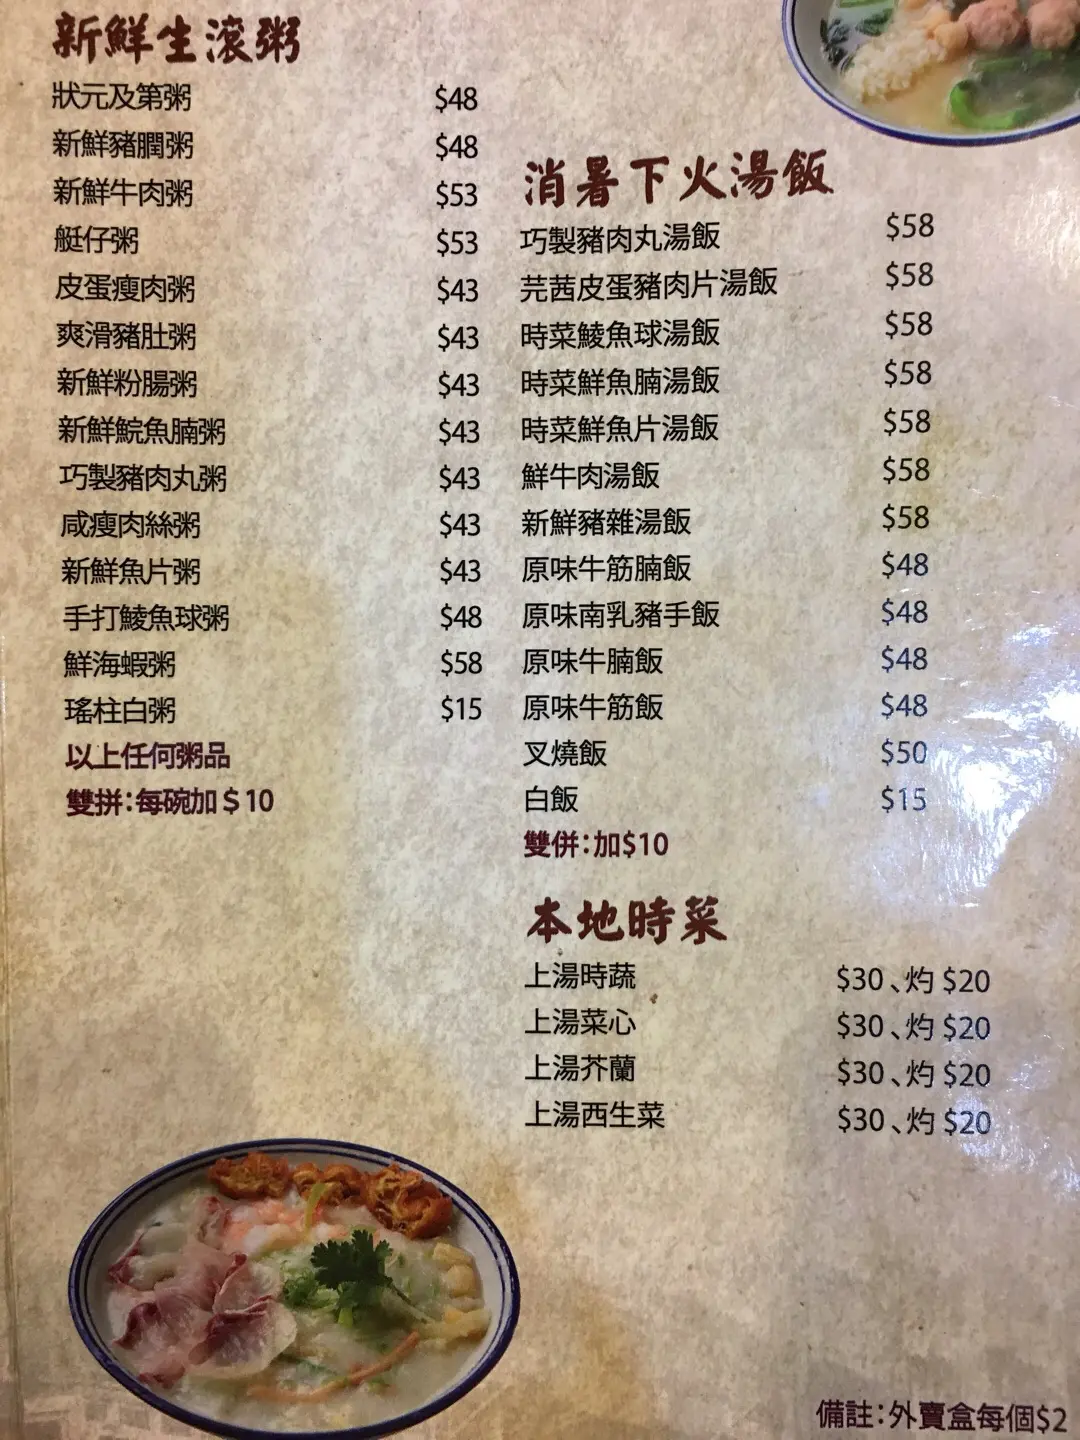 新鮮生滾粥
狀元及第粥 $48
新鮮豬膶粥 $48
新鮮牛肉粥 $53
艇仔粥 $53
皮蛋瘦肉粥 $43
爽滑豬肚粥 $43
新鮮粉腸粥 $43
新鮮鯇魚腩粥 $43
巧製豬肉丸粥 $43
咸瘦肉絲粥 $43
新鮮魚片粥 $43
手打鯪魚球粥 $48
鮮海蝦粥 $58
瑤柱白粥 $15
以上任何粥品
雙拼:每碗加$10
消暑下火湯飯
巧製豬肉丸湯飯 $58
芫茜皮蛋豬肉片湯飯 $58
時菜鯪魚球湯飯 $58
時菜鮮魚腩湯飯 $58
時菜鮮魚片湯飯 $58
鮮牛肉湯飯 $58
新鮮豬雜湯飯 $58
原味牛筋腩飯 $48
原味南乳豬手飯 $48
原味牛腩飯 $48
原味牛筋飯 $48
叉燒飯 $50
白飯 $15
雙併:加$10
本地時菜
上湯時蔬 $30、灼 $20
上湯菜心 $30、灼 $20
上湯芥蘭 $30、灼 $20
上湯西生菜 $30、灼 $20
備註:外賣盒每個$2